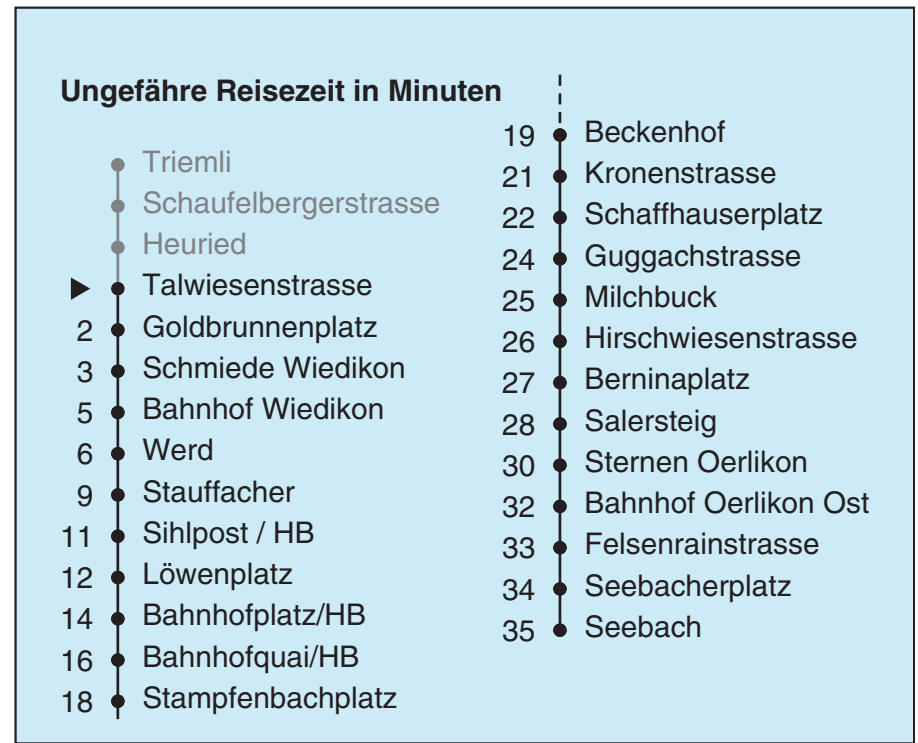 Ungefähre Reisezeit in Minuten
Triemli
Schaufelbergerstrasse
Heuried
Talwiesenstrasse
2 Goldbrunnenplatz
3 Schmiede Wiedikon
5 Bahnhof Wiedikon
6 Werd
9 Stauffacher
11 Sihlpost / HB
12 Löwenplatz
14 Bahnhofplatz/HB
16 Bahnhofquai/HB
18 Stampfenbachplatz
19 Beckenhof
21 Kronenstrasse
22 Schaffhauserplatz
24 Guggachstrasse
25 Milchbuck
26 Hirschwiesenstrasse
27 Berninaplatz
28 Salersteig
30 Sternen Oerlikon
32 Bahnhof Oerlikon Ost
33 Felsenrainstrasse
34 Seebacherplatz
35 Seebach